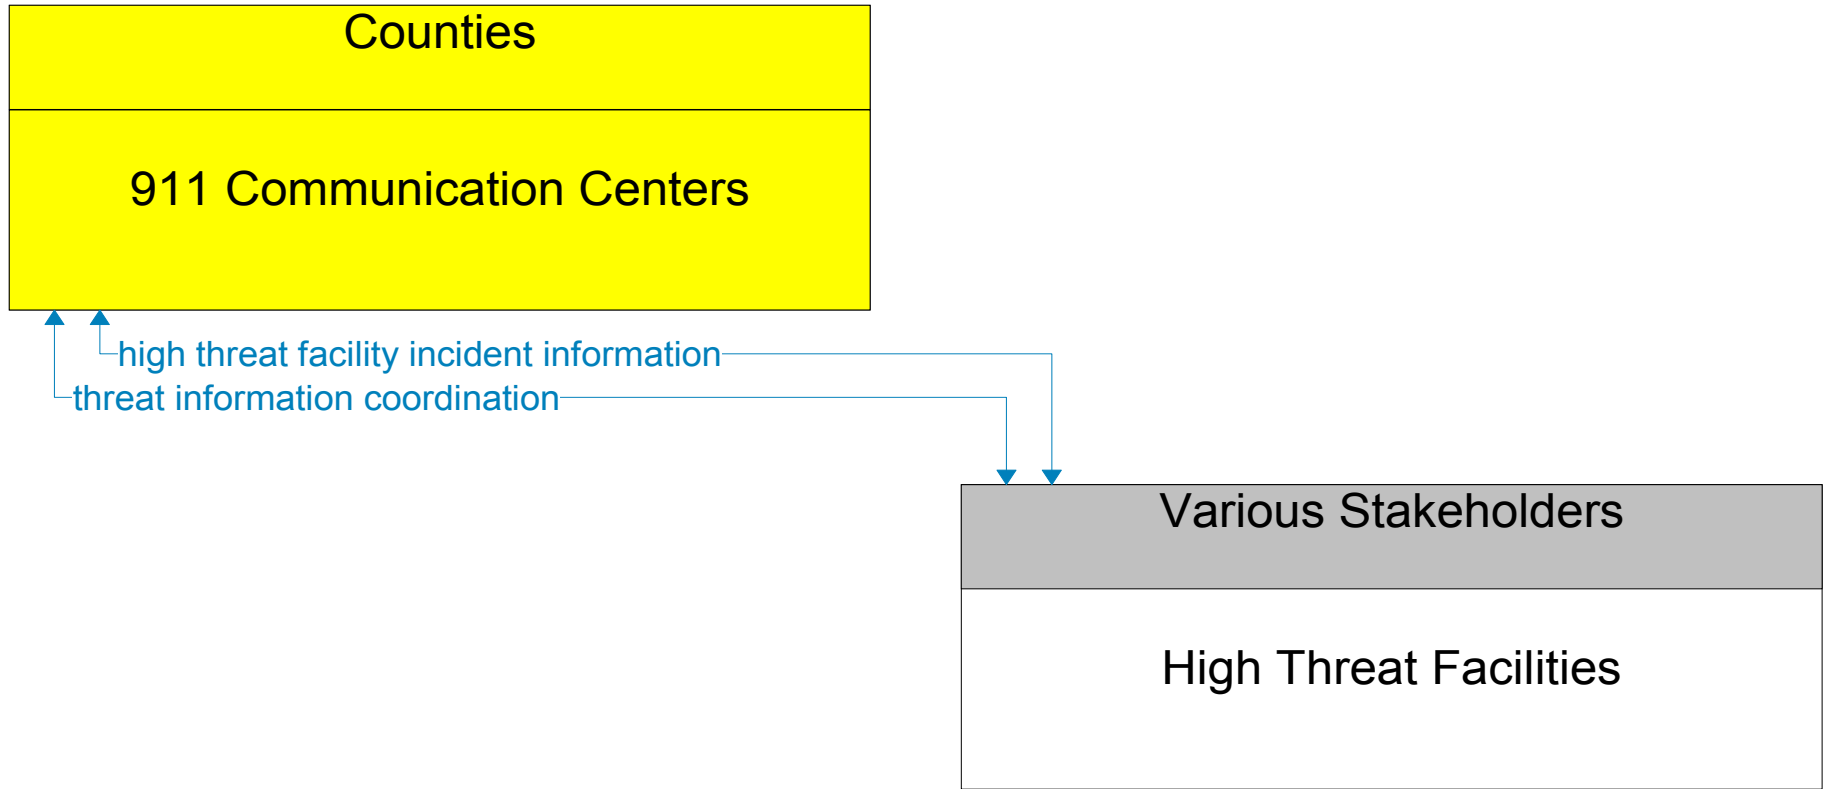 Counties
911 Communication Centers
high threat facility incident information
threat information coordination
Various Stakeholders
High Threat Facilities